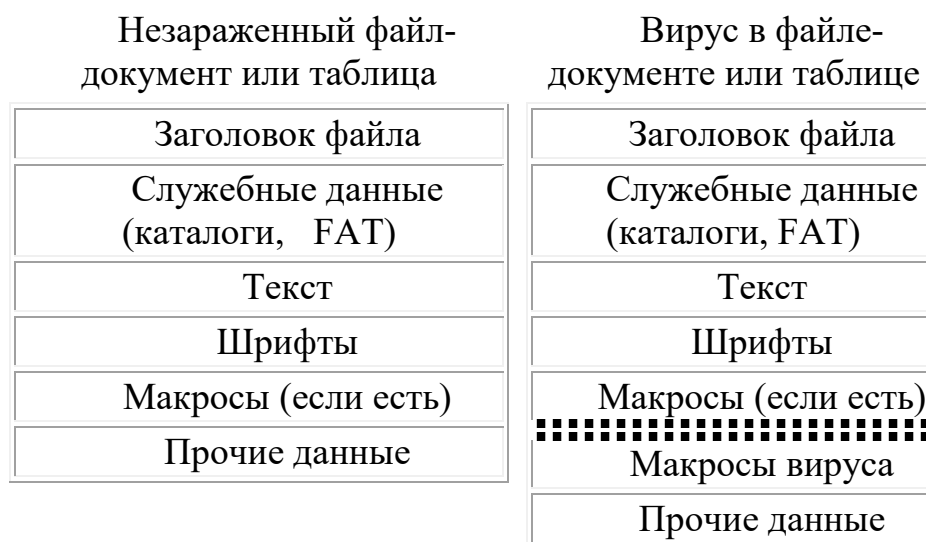 Незараженный файл-
документ или таблица
Заголовок файла
Служебные данные
(каталоги, FAT)
Текст
Шрифты
Макросы (если есть)
Прочие данные
Вирус в файле-
документе или таблице
Заголовок файла
Служебные данные
(каталоги, FAT)
Текст
Шрифты
Макросы (если есть)
Макросы вируса
Прочие данные